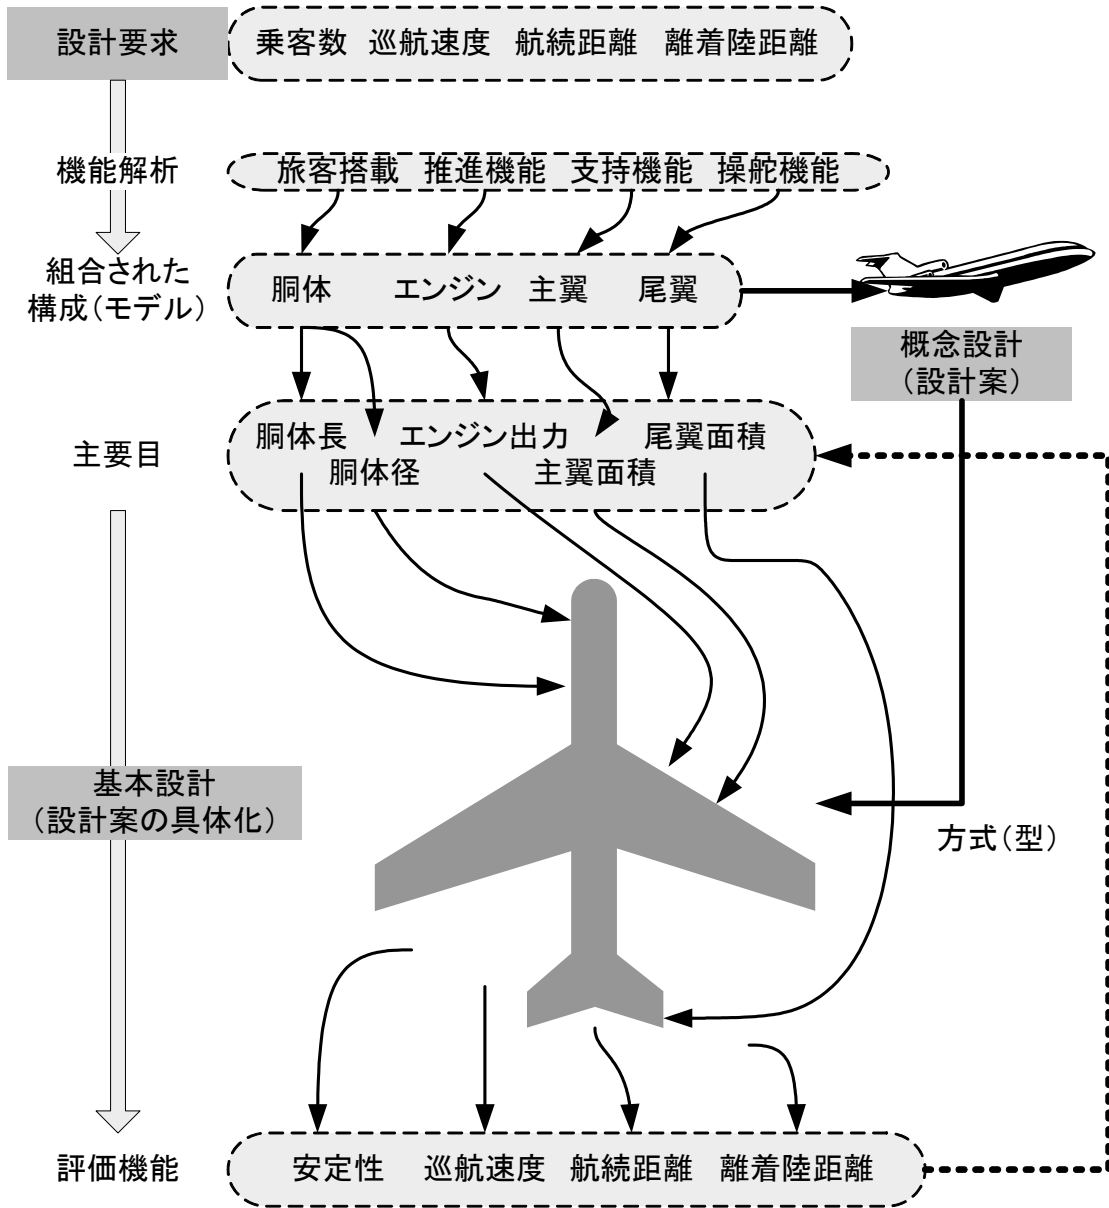 設計要求
乗客数 巡航速度 航続距離 離着陸距離
機能解析
旅客搭載 推進機能 支持機能 操舵機能
組合された
構成(モデル)
胴体 エンジン 主翼 尾翼
概念設計
(設計案)
主要目
胴体長 エンジン出力 尾翼面積
胴体径 主翼面積
基本設計
(設計案の具体化)
方式(型)
評価機能
安定性 巡航速度 航続距離 離着陸距離